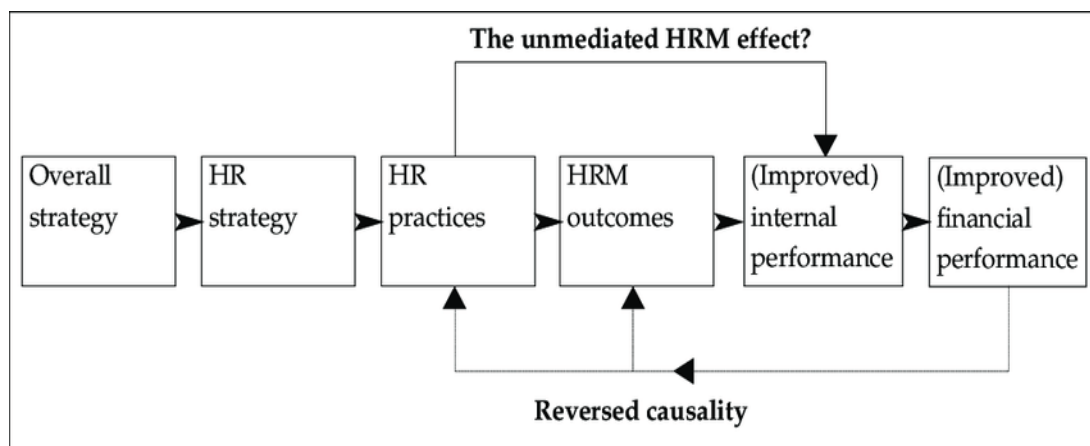 The unmediated HRM effect?
Overall
strategy
HR
strategy
HR
practices
HRM
outcomes
(Improved)
internal
performance
(Improved)
financial
performance
Reversed causality